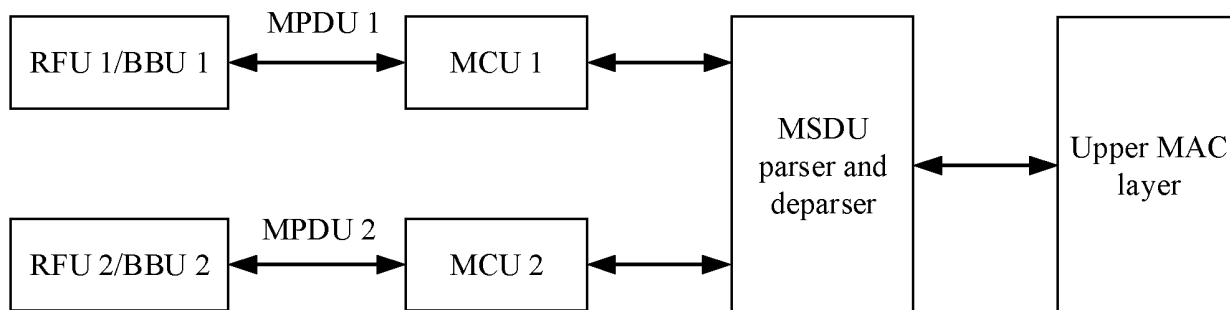 MPDU 1
RFU 1/BBU 1
MCU 1
MSDU
parser and
deparser
Upper MAC
layer
MPDU 2
RFU 2/BBU 2
MCU 2